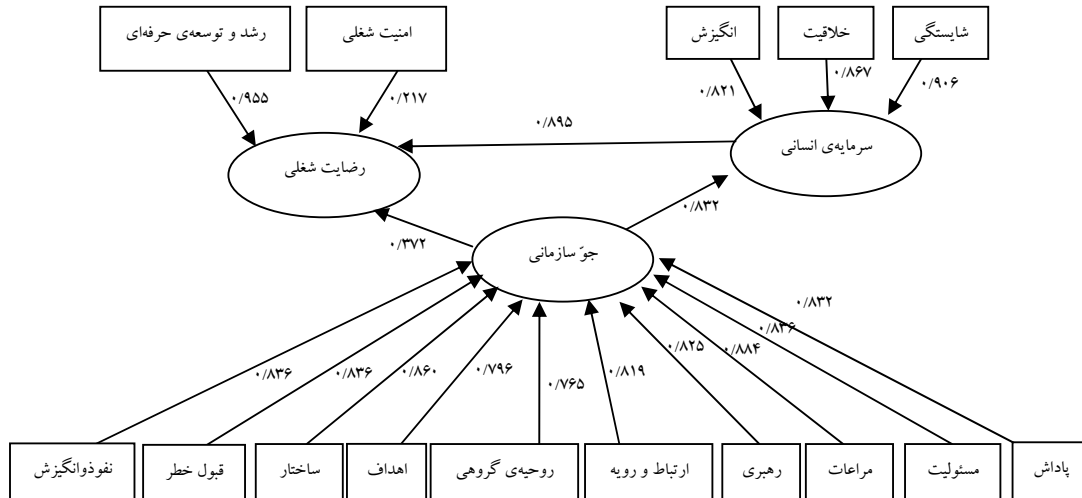 شایستگی
خلاقیت
انگیزش
امنیت شغلی
رشد و توسعه‌ی حرفه‌ای
۰/۹۰۶
۰/۸۶۷
۰/۸۲۱
۰/۲۱۷
۰/۹۵۵
۰/۸۹۵
سرمایه‌ی انسانی
رضایت شغلی
۰/۸۳۲
۰/۳۷۲
جوّ سازمانی
۰/۸۳۲
۰/۸۳۶
۰/۸۸۴
۰/۸۲۵
۰/۸۱۹
۰/۷۶۵
۰/۷۹۶
۰/۸۶۰
۰/۸۳۶
۰/۸۳۶
پاداش
مسئولیت
مراعات
رهبری
ارتباط و رویه
روحیه‌ی گروهی
اهداف
ساختار
قبول خطر
نفوذوانگیزش